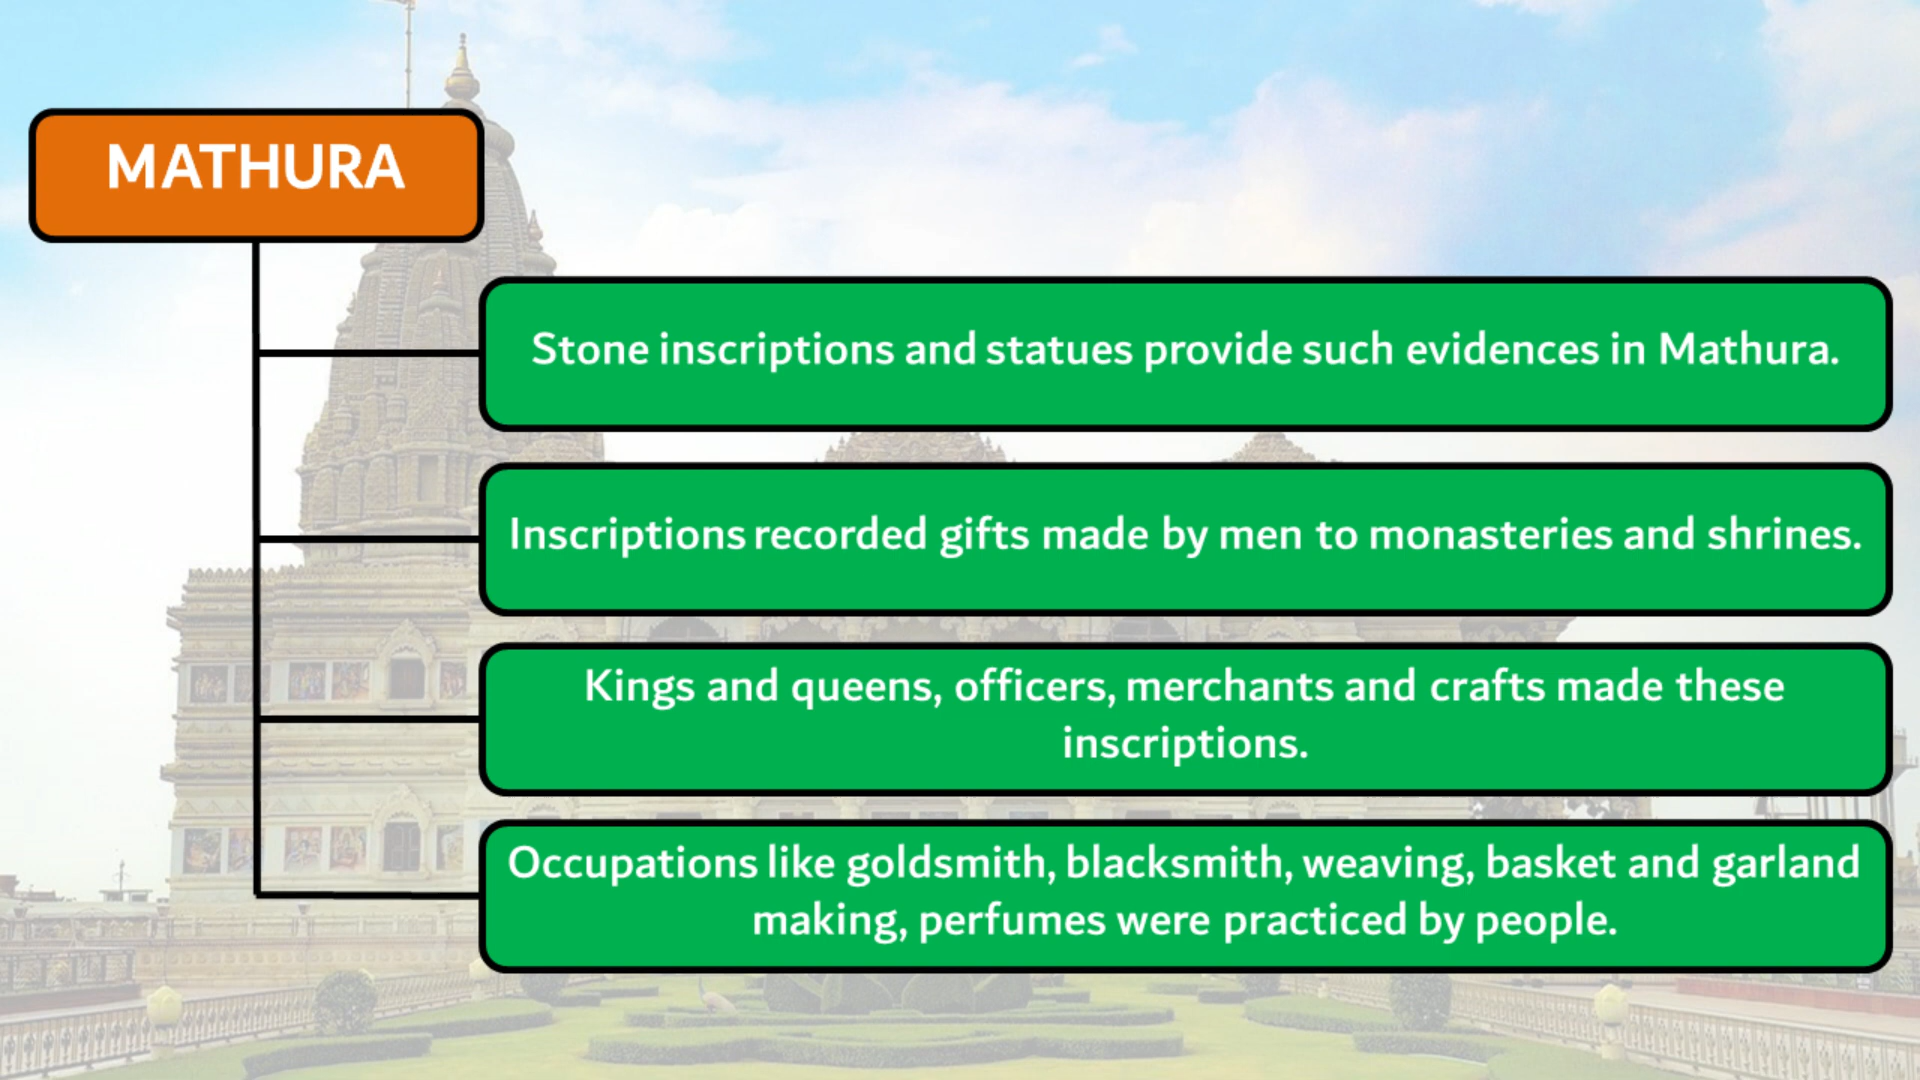 MATHURA
Stone inscriptions and statues provide such evidences in Mathura.
Inscriptions recorded gifts made by men to monasteries and shrines.
Kings and queens, officers, merchants and crafts made these
inscriptions.
Occupations like goldsmith, blacksmith, weaving, basket and garland
making, perfumes were practiced by people.